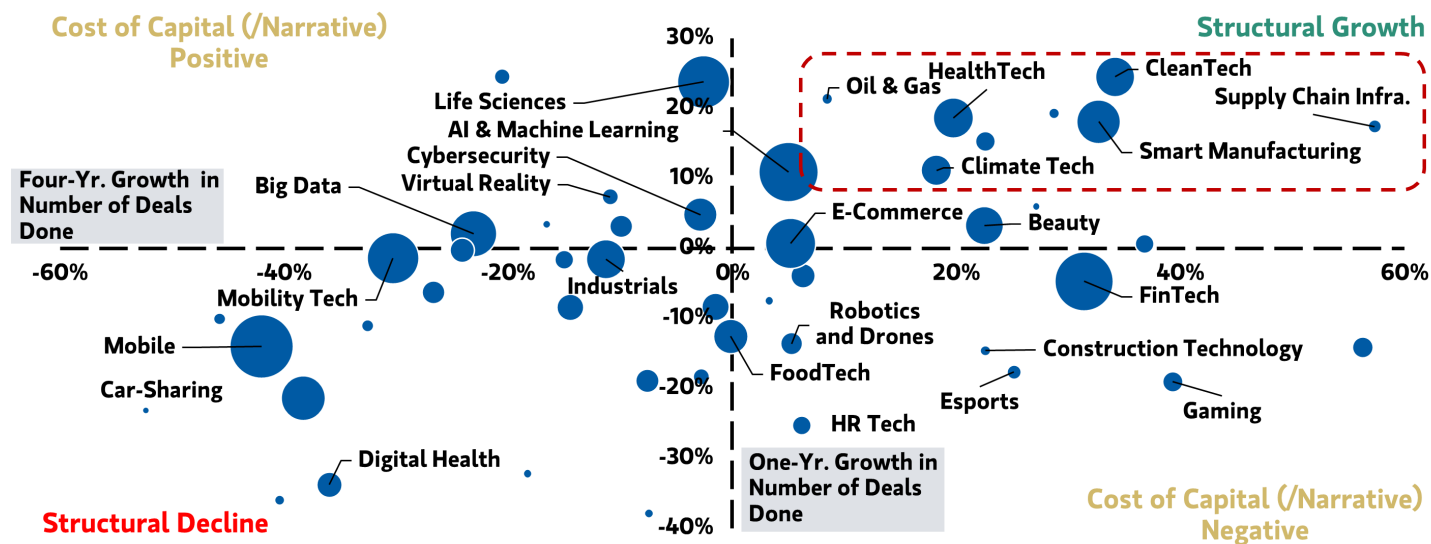 Cost of Capital (/Narrative)
Positive
Structural Growth
30%
HealthTech
CleanTech
Oil & Gas
Supply Chain Infra.
Life Sciences
20%
AI & Machine Learning
Cybersecurity
Smart Manufacturing
Climate Tech
Virtual Reality
10%
Big Data
Four-Yr. Growth in
Number of Deals
Done
E-Commerce
Beauty
0%
-60%
-40%
-20%
0%
20%
40%
60%
Industrials
Mobility Tech
FinTech
-10%
Robotics
and Drones
Mobile
Construction Technology
FoodTech
-20%
Car-Sharing
Esports
Gaming
HR Tech
-30%
Digital Health
One-Yr. Growth in
Number of Deals
Done
Cost of Capital (/Narrative)
Negative
Structural Decline
-40%